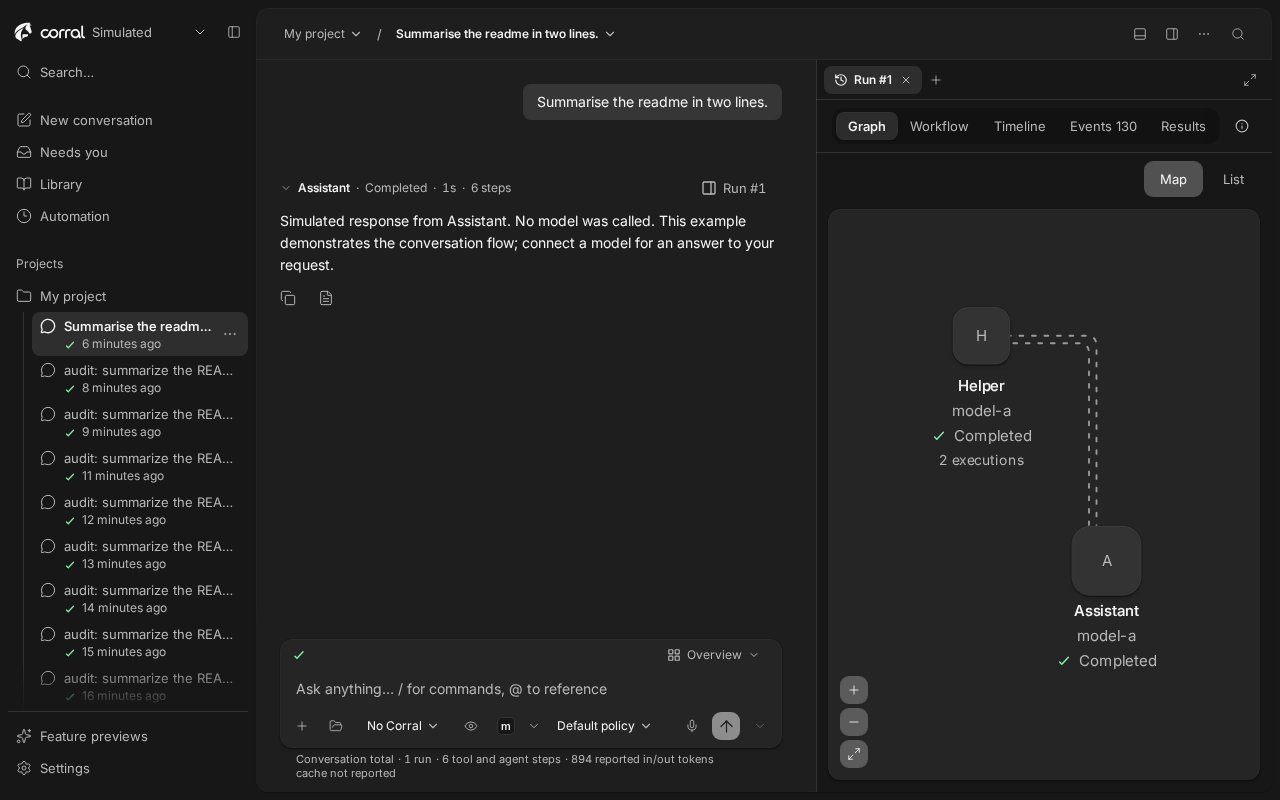 corral Simulated
Search...
New conversation
Needs you
Library
Automation
Projects
My project
Summarise the readm...
6 minutes ago
audit: summarize the REA...
8 minutes ago
audit: summarize the REA...
9 minutes ago
audit: summarize the REA...
11 minutes ago
audit: summarize the REA...
12 minutes ago
audit: summarize the REA...
13 minutes ago
audit: summarize the REA...
14 minutes ago
audit: summarize the REA...
15 minutes ago
audit: summarize the REA...
16 minutes ago
Feature previews
Settings
My project / Summarise the readme in two lines.
Summarise the readme in two lines.
Assistant · Completed · 1s · 6 steps
Run #1
Simulated response from Assistant. No model was called. This example
demonstrates the conversation flow; connect a model for an answer to your
request.
Overview
Ask anything... / for commands, @ to reference
No Corral
m
Default policy
Conversation total · 1 run · 6 tool and agent steps · 894 reported in/out tokens
cache not reported
Run #1
Graph
Workflow
Timeline
Events 130
Results
Map
List
H
Helper
model-a
Completed
2 executions
A
Assistant
model-a
Completed